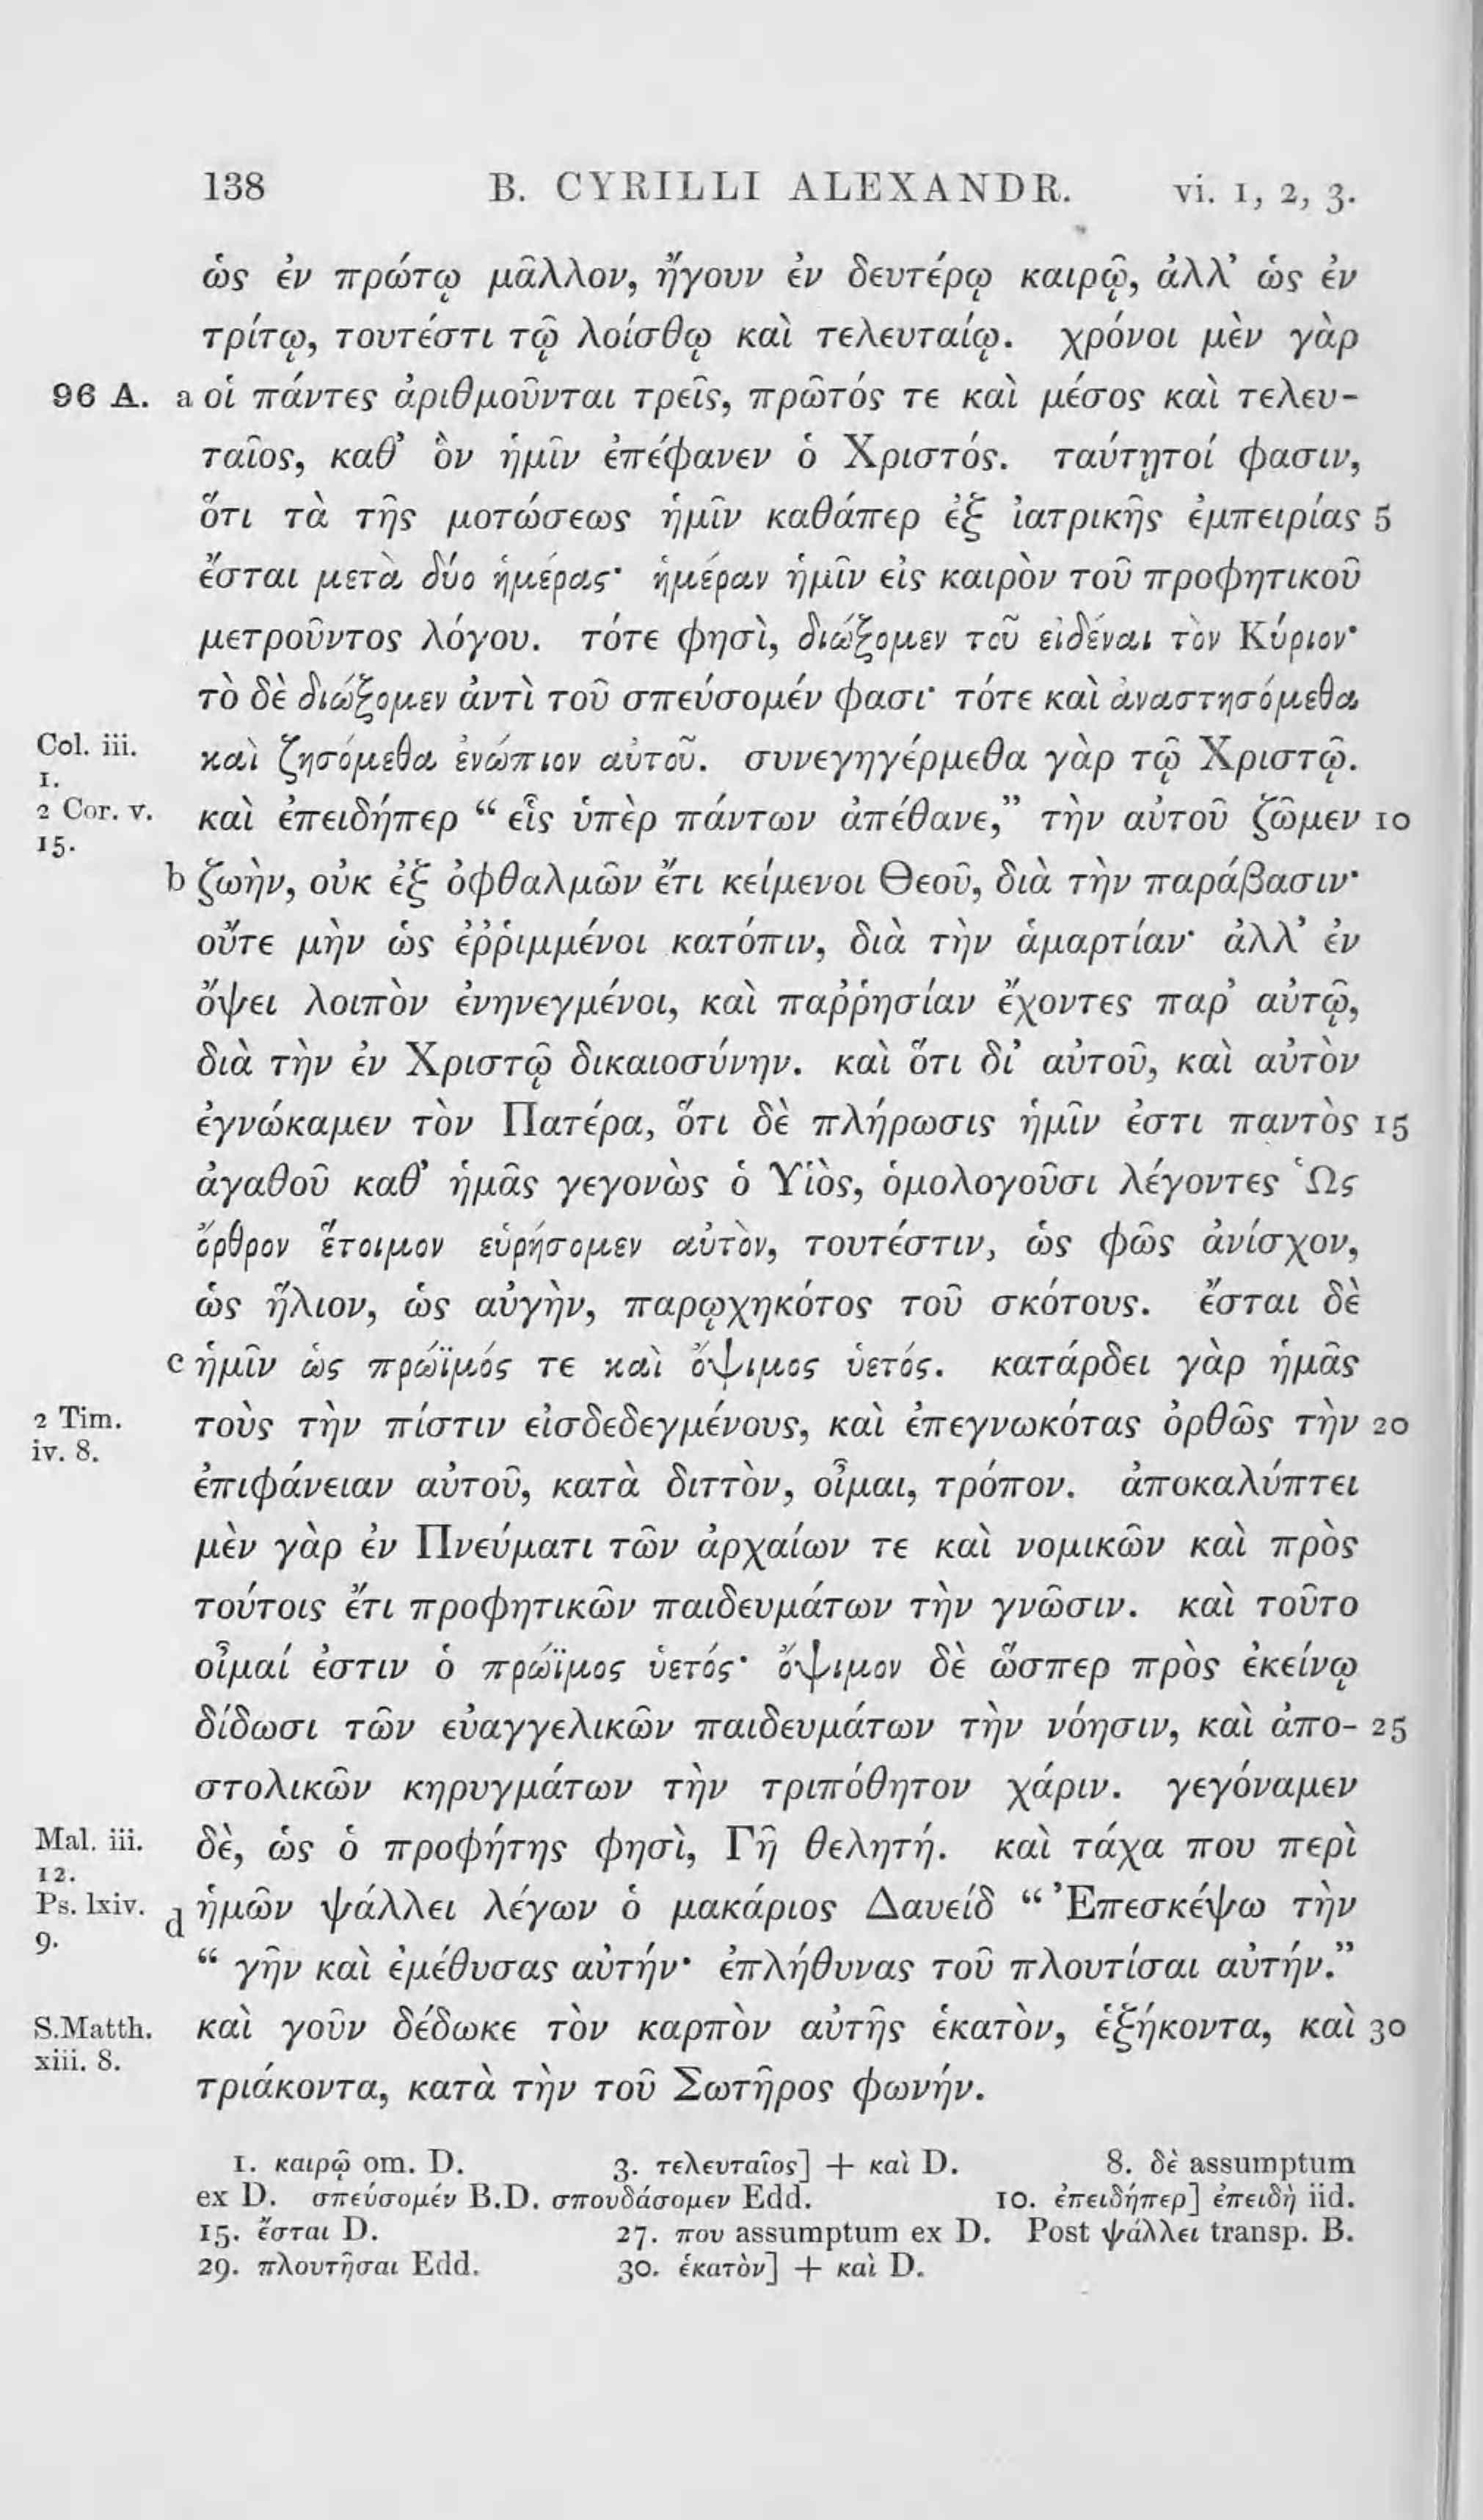 138 B. CYRILLI ALEXANDR. vi. 1, 2, 3.
ὡς ἐν πρώτῳ μᾶλλον, ἤγουν ἐν δευτέρῳ καιρῷ, ἀλλ’ ὡς ἐν
τρίτῳ, τουτέστι τῷ λοίσθῳ καὶ τελευταίῳ. χρόνοι μὲν γὰρ
96 A. a οἱ πάντες ἀριθμοῦνται τρεῖς, πρῶτός τε καὶ μέσος καὶ τελευ-
ταῖος, καθ’ ὃν ἡμῖν ἐπέφανεν ὁ Χριστός. ταύτῃτοί φασιν,
ὅτι τὰ τῆς μοτώσεως ἡμῖν καθάπερ ἐξ ἰατρικῆς ἐμπειρίας 5
ἔσται μετὰ δύο ἡμέρας· ἡμέραν ἡμῖν εἰς καιρὸν τοῦ προφητικοῦ
μετροῦντος λόγου. τότε φησὶ, διώξομεν τοῦ εἰδέναι τὸν Κύριον·
τὸ δὲ διώξομεν ἀντὶ τοῦ σπεύσομέν φασι· τότε καὶ ἀναστησόμεθα
Col. iii. 1. καὶ ζησόμεθα ἐνώπιον αὐτοῦ. συνεγηγέρμεθα γὰρ τῷ Χριστῷ.
2 Cor. v. 15. καὶ ἐπειδήπερ “ εἷς ὑπὲρ πάντων ἀπέθανε,” τὴν αὐτοῦ ζῶμεν 10
b ζωὴν, οὐκ ἐξ ὀφθαλμῶν ἔτι κείμενοι Θεοῦ, διὰ τὴν παράβασιν·
οὔτε μὴν ὡς ἐῤῥιμμένοι κατόπιν, διὰ τὴν ἁμαρτίαν· ἀλλ’ ἐν
ὄψει λοιπὸν ἐνηνεγμένοι, καὶ παῤῥησίαν ἔχοντες παρ’ αὐτῷ,
διὰ τὴν ἐν Χριστῷ δικαιοσύνην. καὶ ὅτι δι’ αὐτοῦ, καὶ αὐτὸν
ἐγνώκαμεν τὸν Πατέρα, ὅτι δὲ πλήρωσις ἡμῖν ἐστι παντὸς 15
ἀγαθοῦ καθ’ ἡμᾶς γεγονὼς ὁ Υἱὸς, ὁμολογοῦσι λέγοντες Ὡς
ὄρθρον ἕτοιμον εὑρήσομεν αὐτὸν, τουτέστιν, ὡς φῶς ἀνίσχον,
ὡς ἥλιον, ὡς αὐγὴν, παρῳχηκότος τοῦ σκότους. ἔσται δὲ
c ἡμῖν ὡς πρώϊμός τε καὶ ὄψιμος ὑετός. κατάρδει γὰρ ἡμᾶς
2 Tim. iv. 8. τοὺς τὴν πίστιν εἰσδεδεγμένους, καὶ ἐπεγνωκότας ὀρθῶς τὴν 20
ἐπιφάνειαν αὐτοῦ, κατὰ διττὸν, οἶμαι, τρόπον. ἀποκαλύπτει
μὲν γὰρ ἐν Πνεύματι τῶν ἀρχαίων τε καὶ νομικῶν καὶ πρὸς
τούτοις ἔτι προφητικῶν παιδευμάτων τὴν γνῶσιν. καὶ τοῦτο
οἶμαί ἐστιν ὁ πρώϊμος ὑετός· ὄψιμον δὲ ὥσπερ πρὸς ἐκείνῳ
δίδωσι τῶν εὐαγγελικῶν παιδευμάτων τὴν νόησιν, καὶ ἀπο- 25
στολικῶν κηρυγμάτων τὴν τριπόθητον χάριν. γεγόναμεν
Mal. iii. 12. δὲ, ὡς ὁ προφήτης φησὶ, Γῆ θελητή. καὶ τάχα που περὶ
Ps. lxiv. 9. d ἡμῶν ψάλλει λέγων ὁ μακάριος Δαυείδ “ Ἐπεσκέψω τὴν
“ γῆν καὶ ἐμέθυσας αὐτήν· ἐπλήθυνας τοῦ πλουτίσαι αὐτήν.”
S.Matth. xiii. 8. καὶ γοῦν δέδωκε τὸν καρπὸν αὐτῆς ἑκατὸν, ἑξήκοντα, καὶ 30
τριάκοντα, κατὰ τὴν τοῦ Σωτῆρος φωνήν.
1. καιρῷ om. D. 3. τελευταῖος] + καὶ D. 8. δὲ assumptum
ex D. σπεύσομέν B.D. σπουδάσομεν Edd. 10. ἐπειδήπερ] ἐπειδὴ iid.
15. ἔσται D. 27. που assumptum ex D. Post ψάλλει transp. B.
29. πλουτῆσαι Edd. 30. ἑκατὸν] + καὶ D.